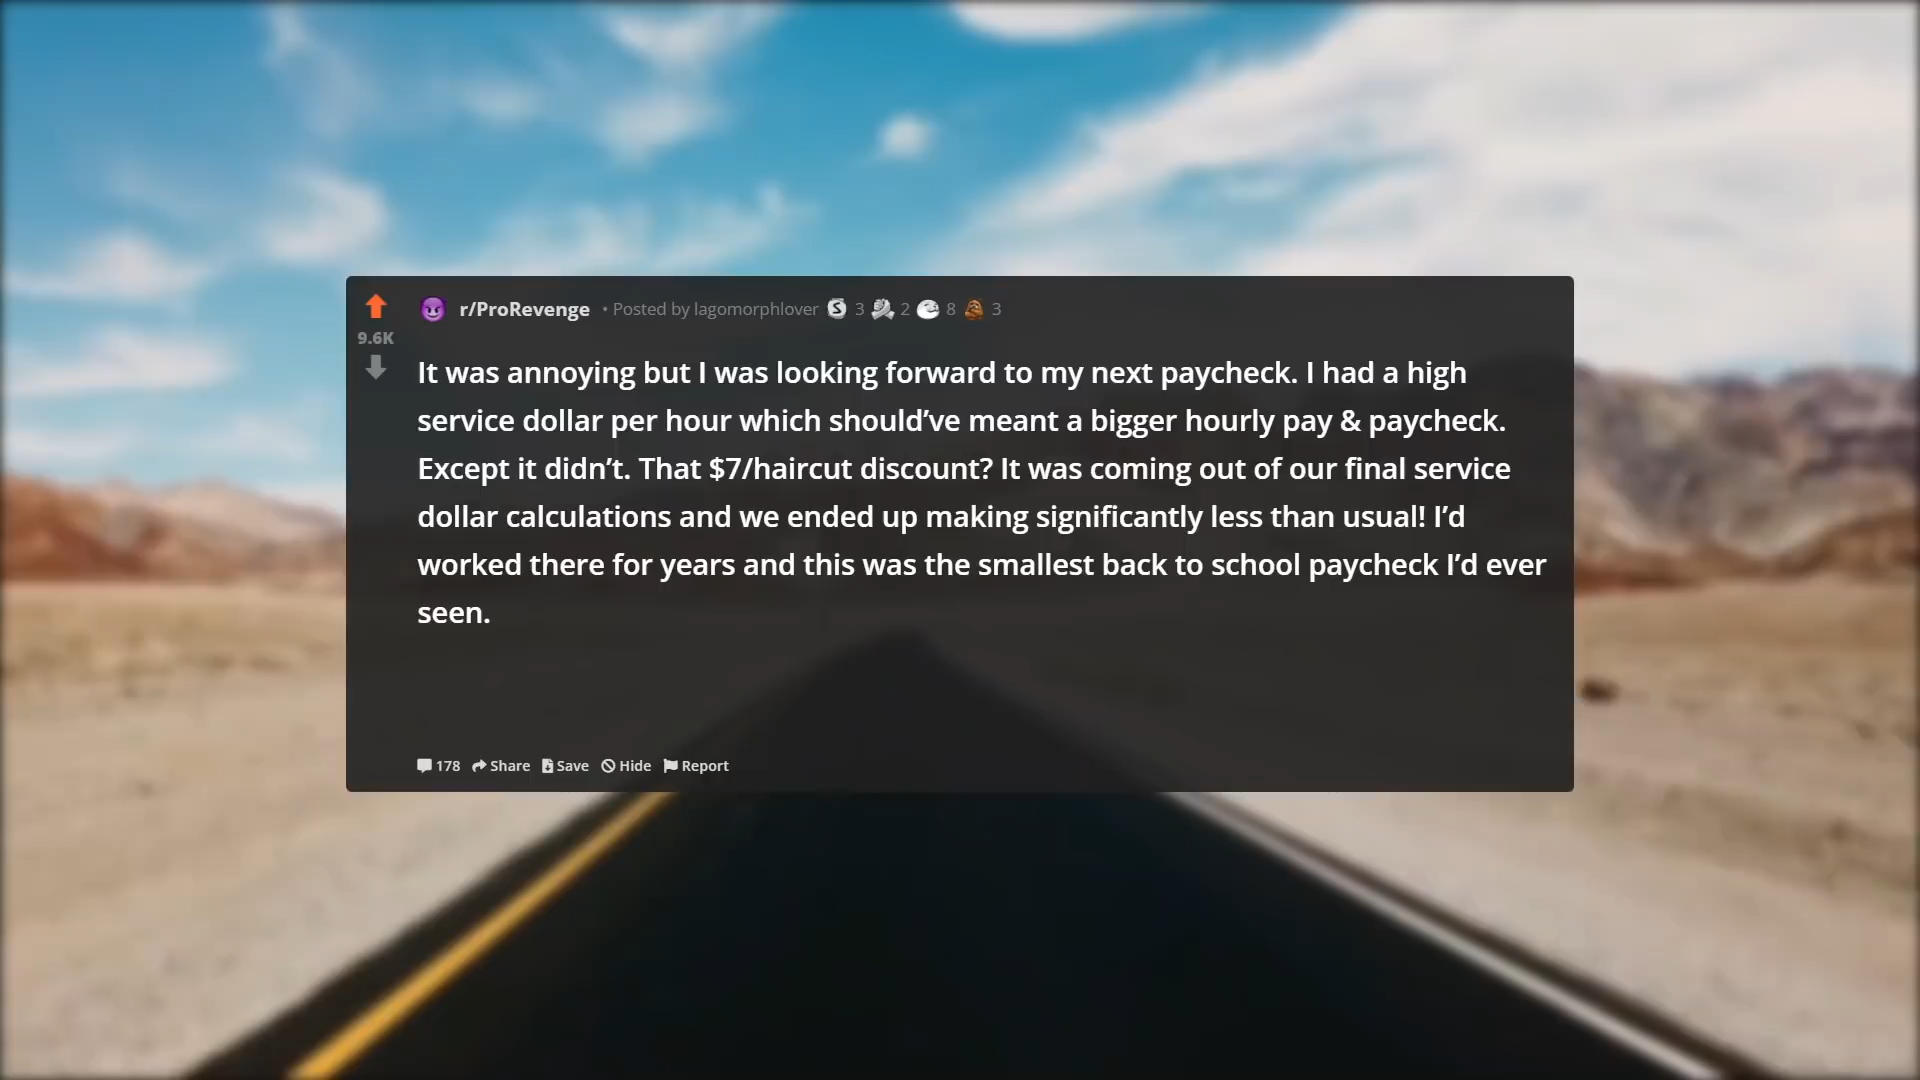 r/ProRevenge • Posted by lagomorphlover 3 2 8 3
9.6K
It was annoying but I was looking forward to my next paycheck. I had a high
service dollar per hour which should’ve meant a bigger hourly pay & paycheck.
Except it didn’t. That $7/haircut discount? It was coming out of our final service
dollar calculations and we ended up making significantly less than usual! I’d
worked there for years and this was the smallest back to school paycheck I’d ever
seen.
178 Share Save Hide Report